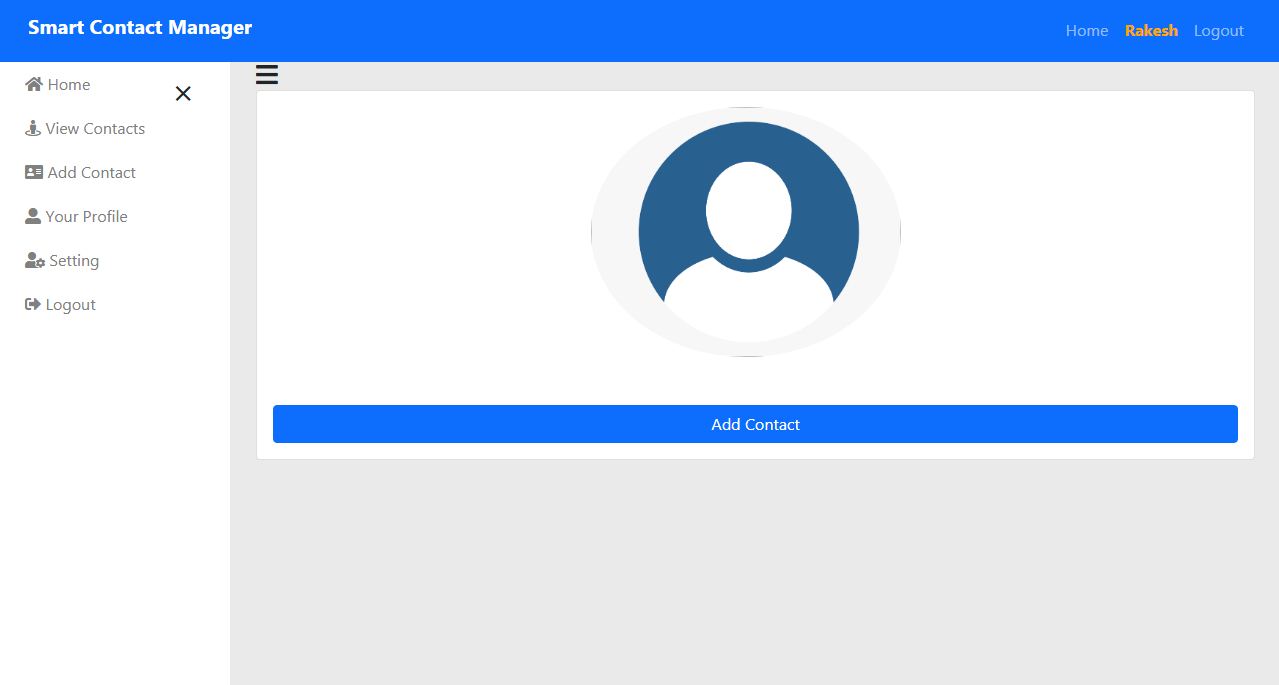 Smart Contact Manager
Home Rakesh Logout
Home
View Contacts
Add Contact
Your Profile
Setting
Logout
Add Contact